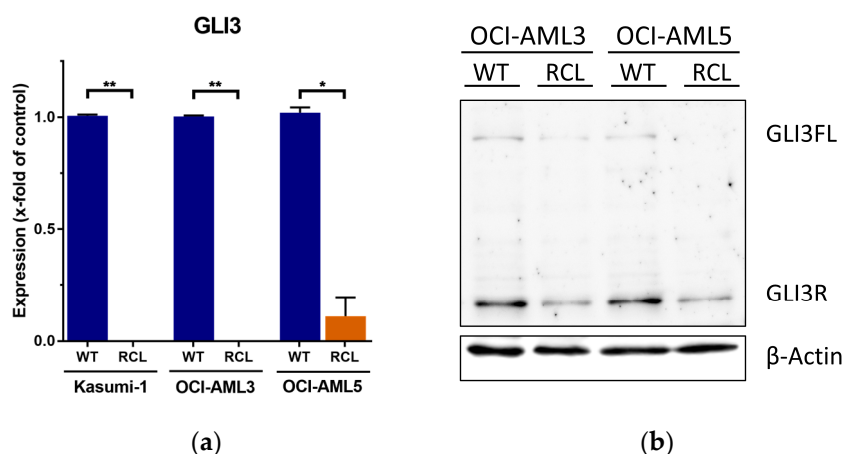 GLI3
Expression (x-fold of control)
1.0
0.5
0.0
** ** *
WT RCL WT RCL WT RCL
Kasumi-1 OCI-AML3 OCI-AML5
(a)
OCI-AML3 OCI-AML5
WT RCL WT RCL
GLI3FL
GLI3R
β-Actin
(b)